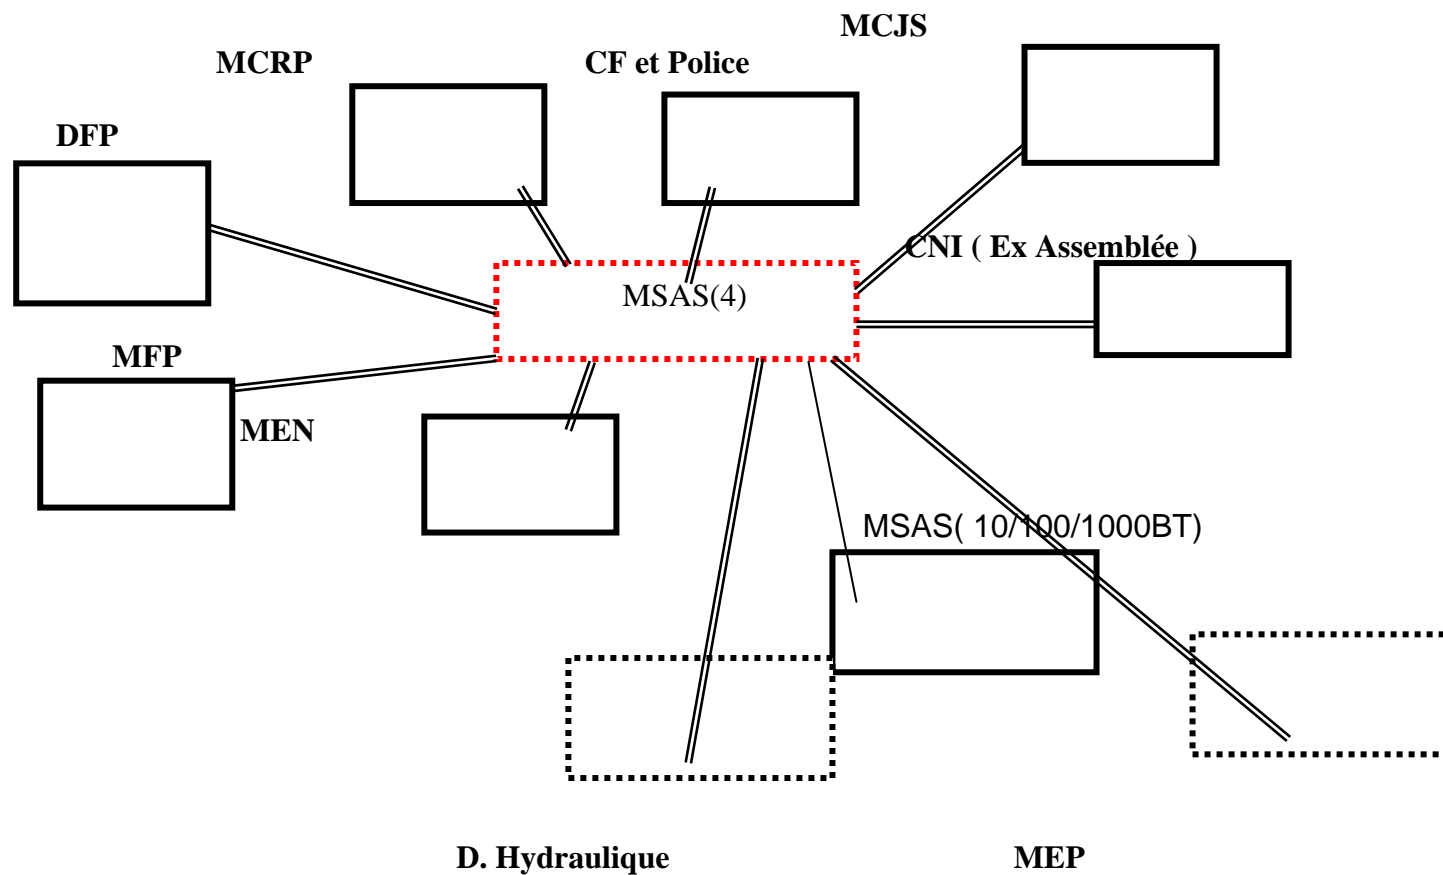 MCJS
MCRP
CF et Police
DFP
CNI ( Ex Assemblée )
MSAS(4)
MFP
MEN
MSAS( 10/100/1000BT)
D. Hydraulique
MEP